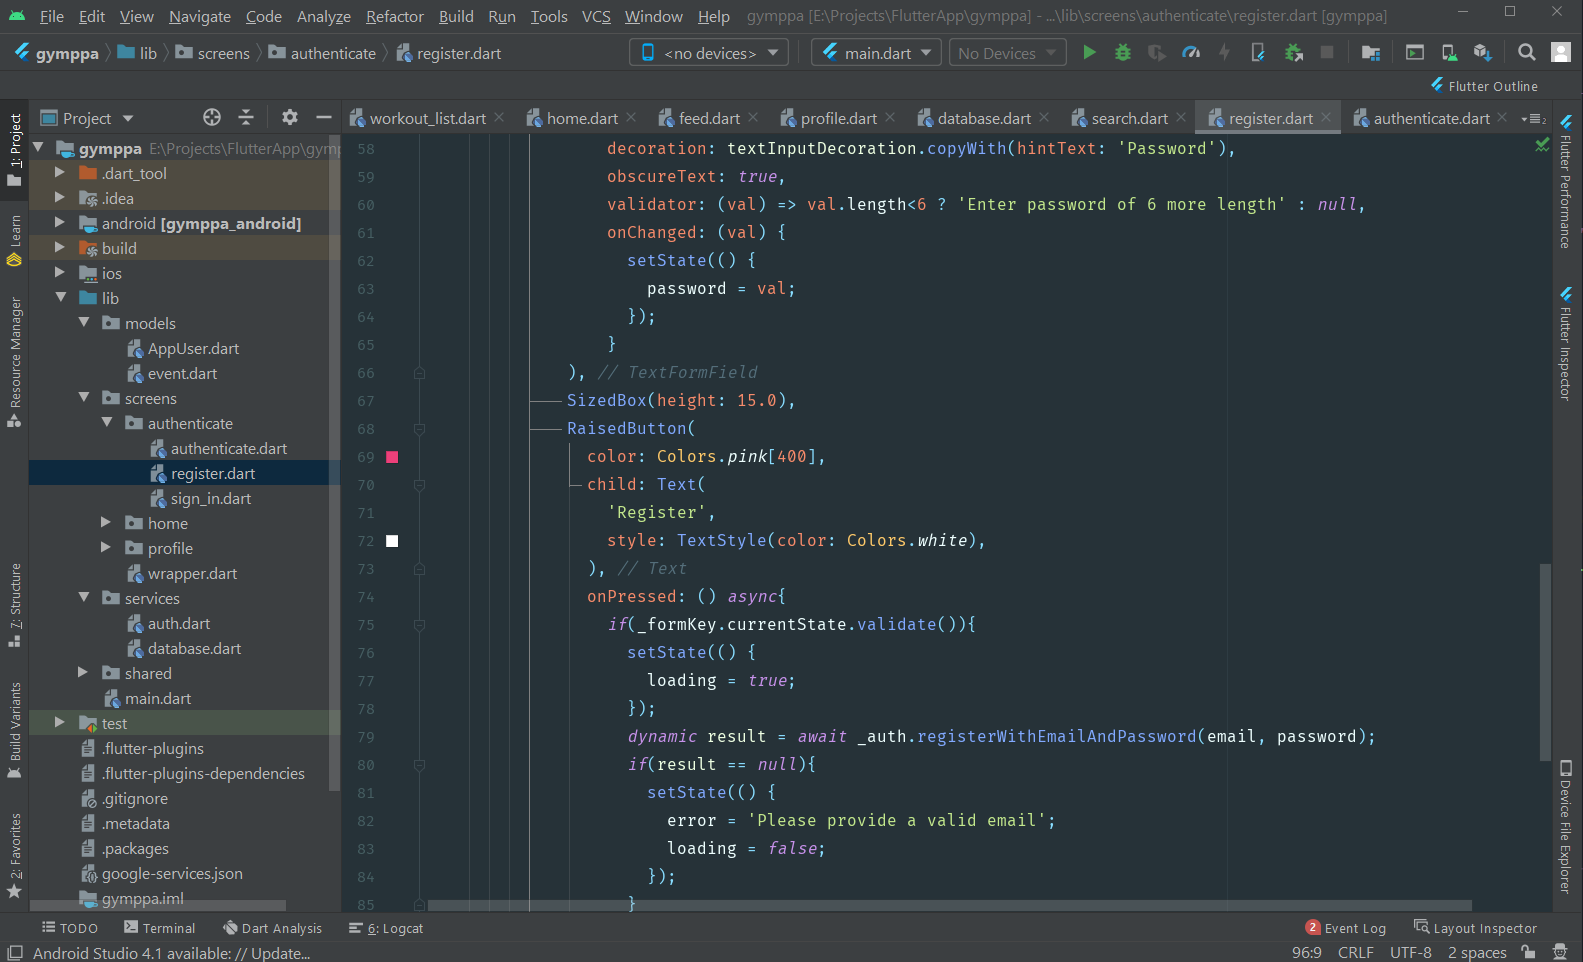 File Edit View Navigate Code Analyze Refactor Build Run Tools VCS Window Help gymppa [E:\Projects\FlutterApp\gymppa] - ...\lib\screens\authenticate\register.dart [gymppa]
gymppa lib screens authenticate register.dart <no devices> main.dart No Devices
Flutter Outline
Project workout_list.dart home.dart feed.dart profile.dart database.dart search.dart register.dart authenticate.dart 2
1: Project
Learn
Resource Manager
7: Structure
Build Variants
2: Favorites
gymppa E:\Projects\FlutterApp\gymp
.dart_tool
.idea
android [gymppa_android]
build
ios
lib
models
AppUser.dart
event.dart
screens
authenticate
authenticate.dart
register.dart
sign_in.dart
home
profile
wrapper.dart
services
auth.dart
database.dart
shared
main.dart
test
.flutter-plugins
.flutter-plugins-dependencies
.gitignore
.metadata
.packages
google-services.json
gymppa.iml
58 decoration: textInputDecoration.copyWith(hintText: 'Password'),
59 obscureText: true,
60 validator: (val) => val.length<6 ? 'Enter password of 6 more length' : null,
61 onChanged: (val) {
62 setState(() {
63 password = val;
64 });
65 }
66 ), // TextFormField
67 SizedBox(height: 15.0),
68 RaisedButton(
69 color: Colors.pink[400],
70 child: Text(
71 'Register',
72 style: TextStyle(color: Colors.white),
73 ), // Text
74 onPressed: () async{
75 if(_formKey.currentState.validate()){
76 setState(() {
77 loading = true;
78 });
79 dynamic result = await _auth.registerWithEmailAndPassword(email, password);
80 if(result == null){
81 setState(() {
82 error = 'Please provide a valid email';
83 loading = false;
84 });
85 }
Flutter Performance
Flutter Inspector
Device File Explorer
TODO Terminal Dart Analysis 6: Logcat 2 Event Log Layout Inspector
Android Studio 4.1 available: // Update... 96:9 CRLF UTF-8 2 spaces